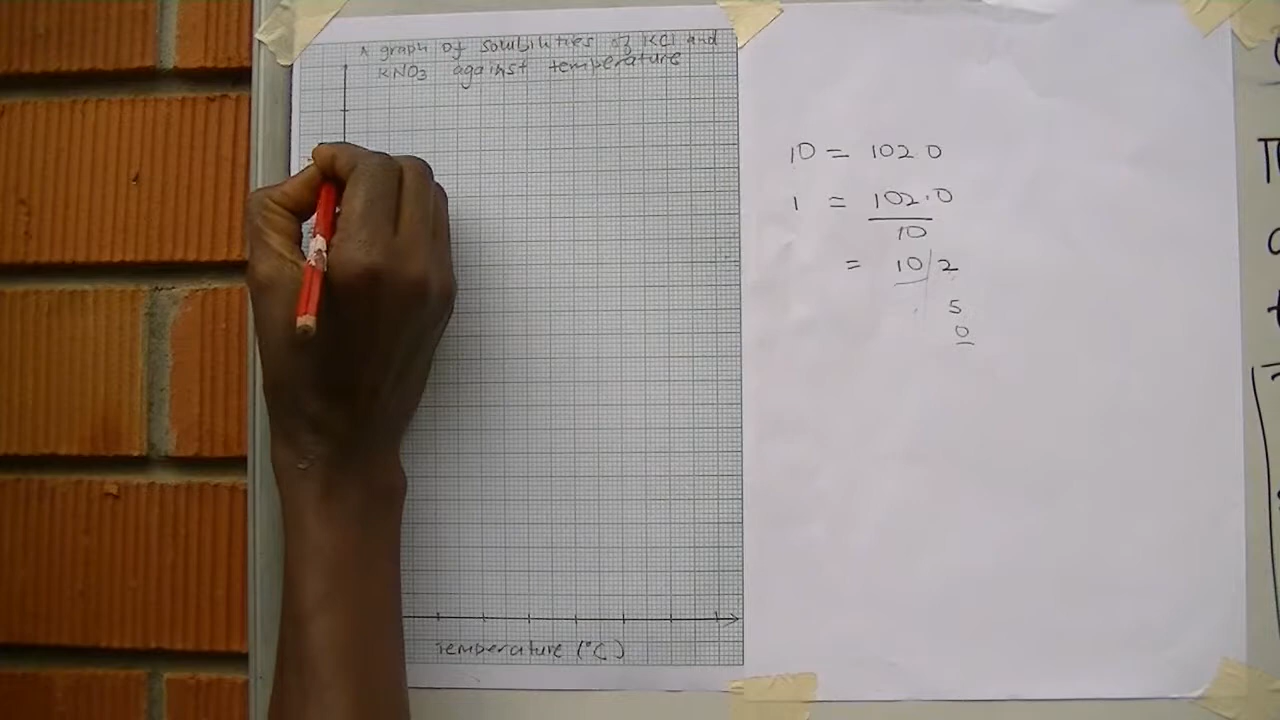 A graph of solubilities of KCl and
KNO3 against temperature
10 = 102.0
1 = 102.0
10
= 10/2
5
0
Temperature (°C)